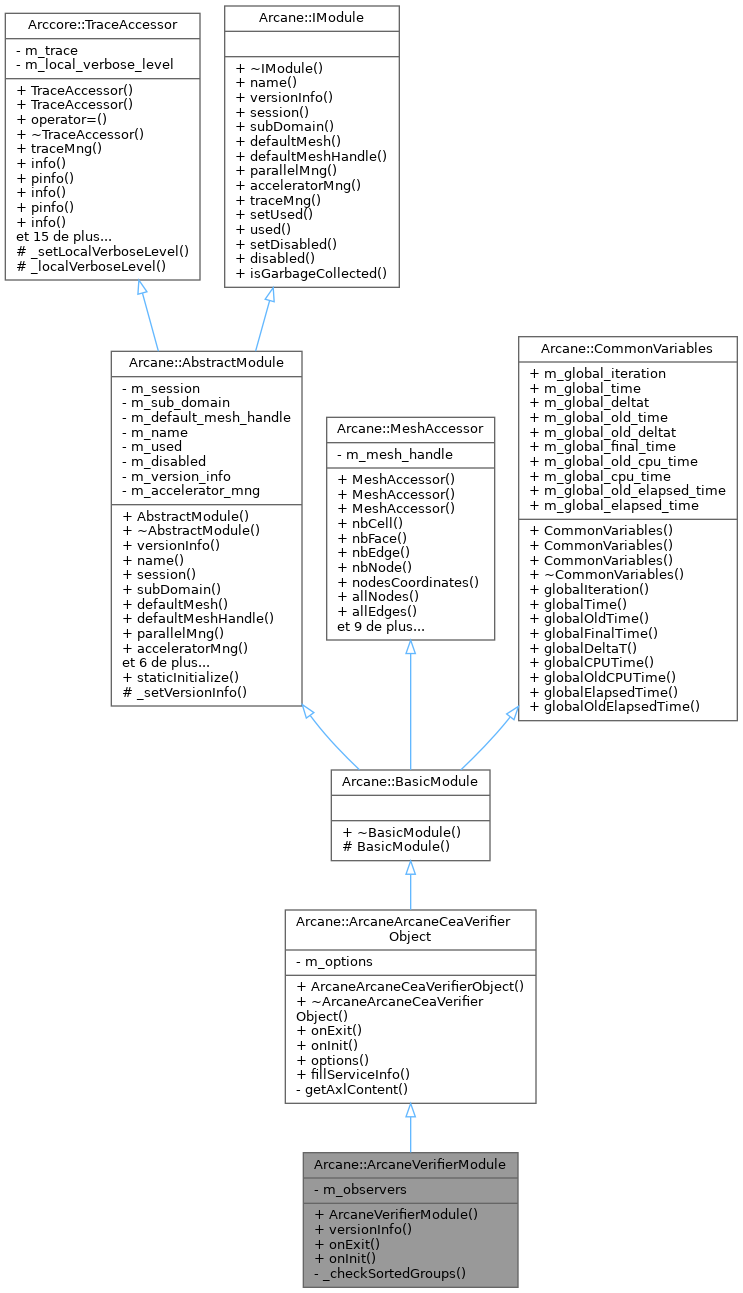 Arccore::TraceAccessor
- m_trace
- m_local_verbose_level
+ TraceAccessor()
+ TraceAccessor()
+ operator=()
+ ~TraceAccessor()
+ traceMng()
+ info()
+ pinfo()
+ info()
+ pinfo()
+ info()
et 15 de plus...
# _setLocalVerboseLevel()
# _localVerboseLevel()
Arcane::IModule
+ ~IModule()
+ name()
+ versionInfo()
+ session()
+ subDomain()
+ defaultMesh()
+ defaultMeshHandle()
+ parallelMng()
+ acceleratorMng()
+ traceMng()
+ setUsed()
+ used()
+ setDisabled()
+ disabled()
+ isGarbageCollected()
Arcane::AbstractModule
- m_session
- m_sub_domain
- m_default_mesh_handle
- m_name
- m_used
- m_disabled
- m_version_info
- m_accelerator_mng
+ AbstractModule()
+ ~AbstractModule()
+ versionInfo()
+ name()
+ session()
+ subDomain()
+ defaultMesh()
+ defaultMeshHandle()
+ parallelMng()
+ acceleratorMng()
et 6 de plus...
+ staticInitialize()
# _setVersionInfo()
Arcane::MeshAccessor
- m_mesh_handle
+ MeshAccessor()
+ MeshAccessor()
+ MeshAccessor()
+ nbCell()
+ nbFace()
+ nbEdge()
+ nbNode()
+ nodesCoordinates()
+ allNodes()
+ allEdges()
et 9 de plus...
Arcane::CommonVariables
+ m_global_iteration
+ m_global_time
+ m_global_deltat
+ m_global_old_time
+ m_global_old_deltat
+ m_global_final_time
+ m_global_old_cpu_time
+ m_global_cpu_time
+ m_global_old_elapsed_time
+ m_global_elapsed_time
+ CommonVariables()
+ CommonVariables()
+ CommonVariables()
+ ~CommonVariables()
+ globalIteration()
+ globalTime()
+ globalOldTime()
+ globalFinalTime()
+ globalDeltaT()
+ globalCPUTime()
+ globalOldCPUTime()
+ globalElapsedTime()
+ globalOldElapsedTime()
Arcane::BasicModule
+ ~BasicModule()
# BasicModule()
Arcane::ArcaneArcaneCeaVerifier
Object
- m_options
+ ArcaneArcaneCeaVerifierObject()
+ ~ArcaneArcaneCeaVerifier
Object()
+ onExit()
+ onInit()
+ options()
+ fillServiceInfo()
- getAxlContent()
Arcane::ArcaneVerifierModule
- m_observers
+ ArcaneVerifierModule()
+ versionInfo()
+ onExit()
+ onInit()
- _checkSortedGroups()